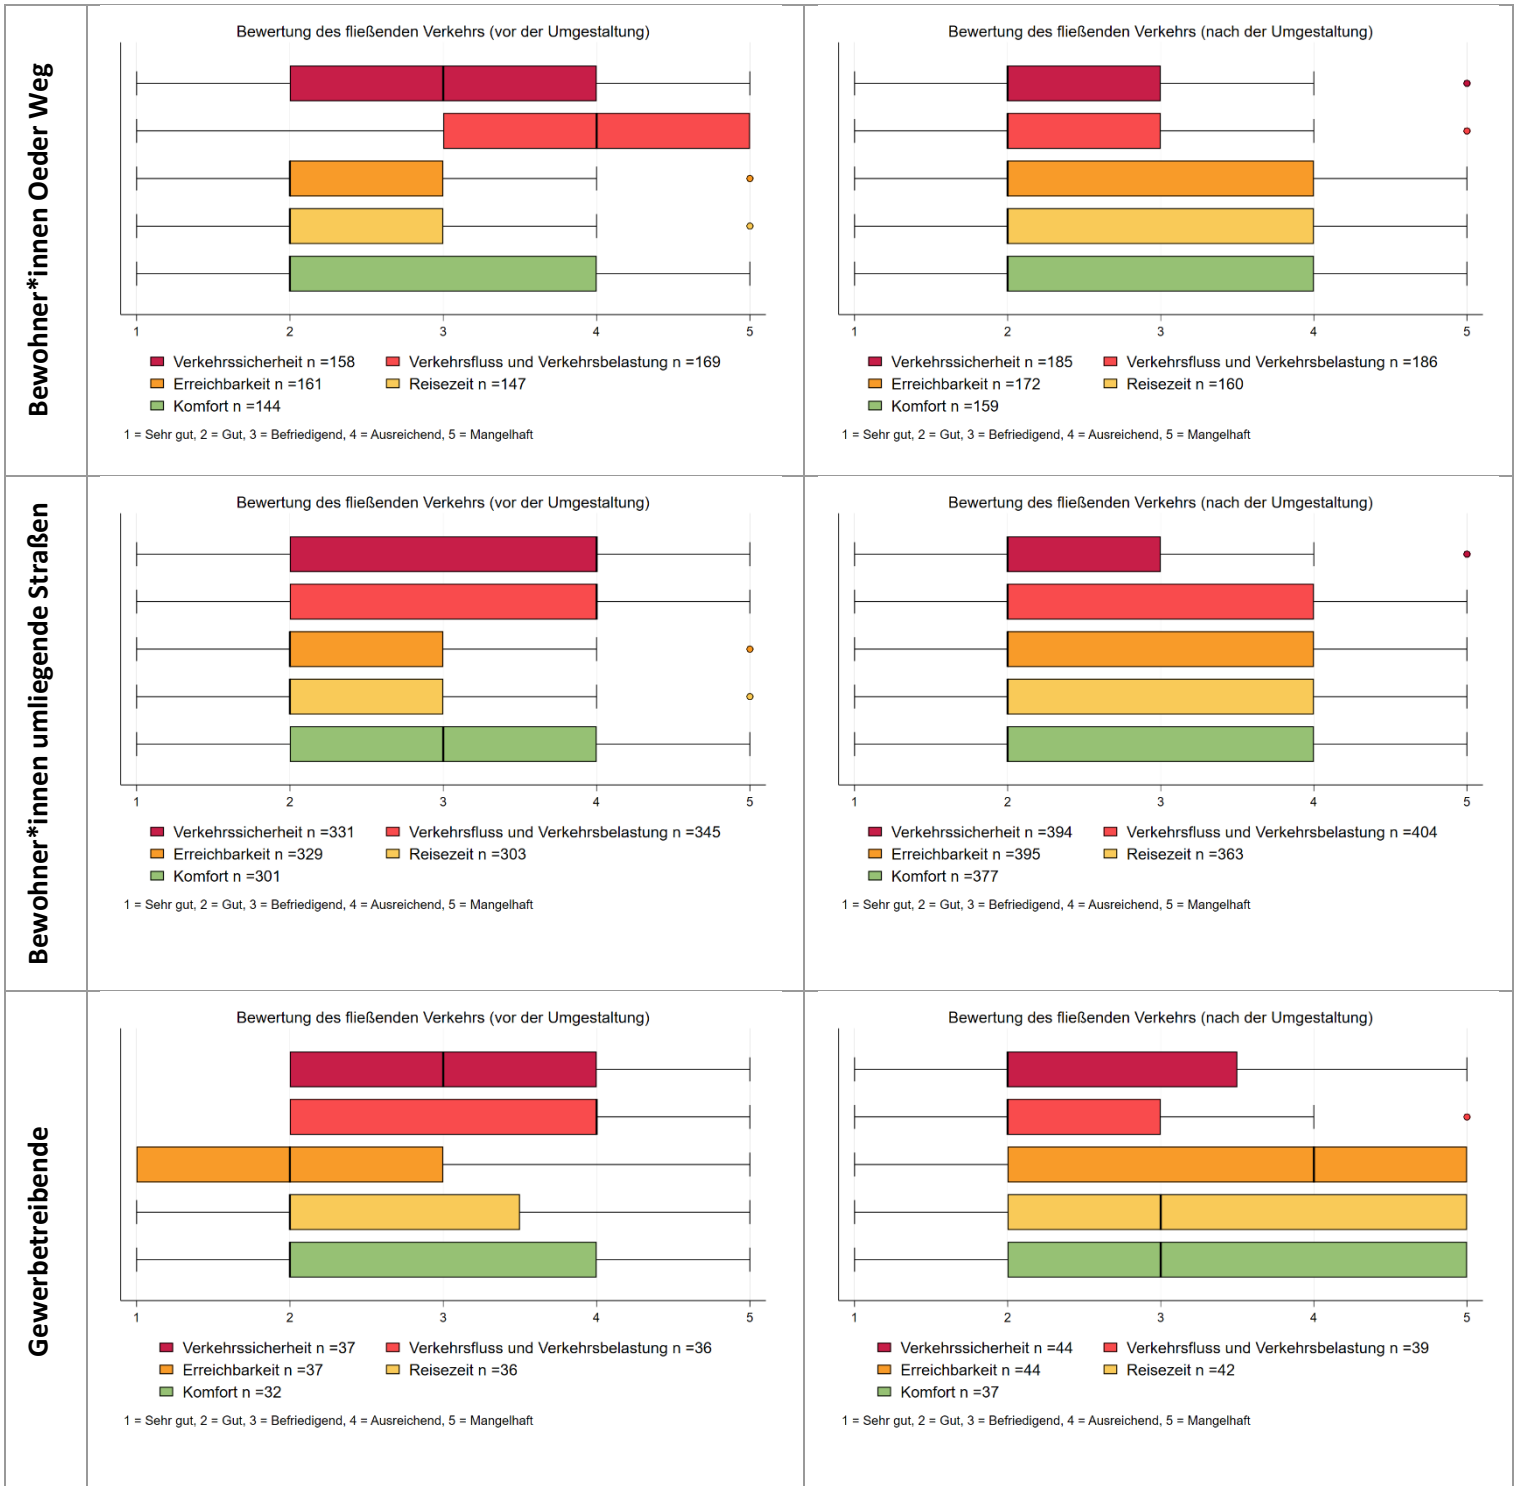 Bewohner*innen Oeder Weg
Bewertung des fließenden Verkehrs (vor der Umgestaltung)
1 2 3 4 5
Verkehrssicherheit n =158 Verkehrsfluss und Verkehrsbelastung n =169
Erreichbarkeit n =161 Reisezeit n =147
Komfort n =144
1 = Sehr gut, 2 = Gut, 3 = Befriedigend, 4 = Ausreichend, 5 = Mangelhaft
Bewertung des fließenden Verkehrs (nach der Umgestaltung)
1 2 3 4 5
Verkehrssicherheit n =185 Verkehrsfluss und Verkehrsbelastung n =186
Erreichbarkeit n =172 Reisezeit n =160
Komfort n =159
1 = Sehr gut, 2 = Gut, 3 = Befriedigend, 4 = Ausreichend, 5 = Mangelhaft
Bewohner*innen umliegende Straßen
Bewertung des fließenden Verkehrs (vor der Umgestaltung)
1 2 3 4 5
Verkehrssicherheit n =331 Verkehrsfluss und Verkehrsbelastung n =345
Erreichbarkeit n =329 Reisezeit n =303
Komfort n =301
1 = Sehr gut, 2 = Gut, 3 = Befriedigend, 4 = Ausreichend, 5 = Mangelhaft
Bewertung des fließenden Verkehrs (nach der Umgestaltung)
1 2 3 4 5
Verkehrssicherheit n =394 Verkehrsfluss und Verkehrsbelastung n =404
Erreichbarkeit n =395 Reisezeit n =363
Komfort n =377
1 = Sehr gut, 2 = Gut, 3 = Befriedigend, 4 = Ausreichend, 5 = Mangelhaft
Gewerbetreibende
Bewertung des fließenden Verkehrs (vor der Umgestaltung)
1 2 3 4 5
Verkehrssicherheit n =37 Verkehrsfluss und Verkehrsbelastung n =36
Erreichbarkeit n =37 Reisezeit n =36
Komfort n =32
1 = Sehr gut, 2 = Gut, 3 = Befriedigend, 4 = Ausreichend, 5 = Mangelhaft
Bewertung des fließenden Verkehrs (nach der Umgestaltung)
1 2 3 4 5
Verkehrssicherheit n =44 Verkehrsfluss und Verkehrsbelastung n =39
Erreichbarkeit n =44 Reisezeit n =42
Komfort n =37
1 = Sehr gut, 2 = Gut, 3 = Befriedigend, 4 = Ausreichend, 5 = Mangelhaft